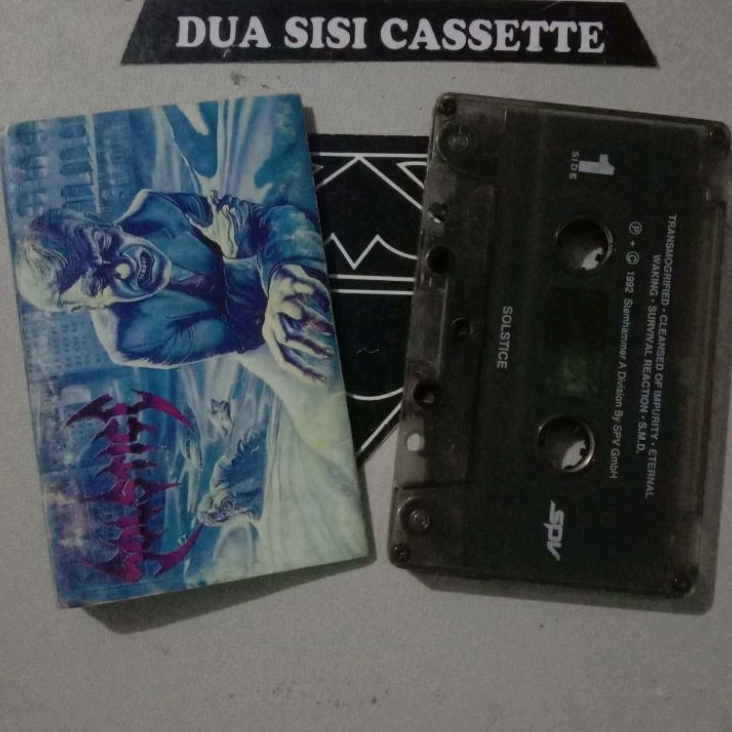 DUA SISI CASSETTE
SOLSTICE
1
SIDE
TRANSMOGRIFIED • CLEANSED OF IMPURITY • ETERNAL
WAKING • SURVIVAL REACTION • S.M.D.
Ⓟ + © 1992 Steamhammer A Division By SPV GmbH
SOLSTICE
SPV